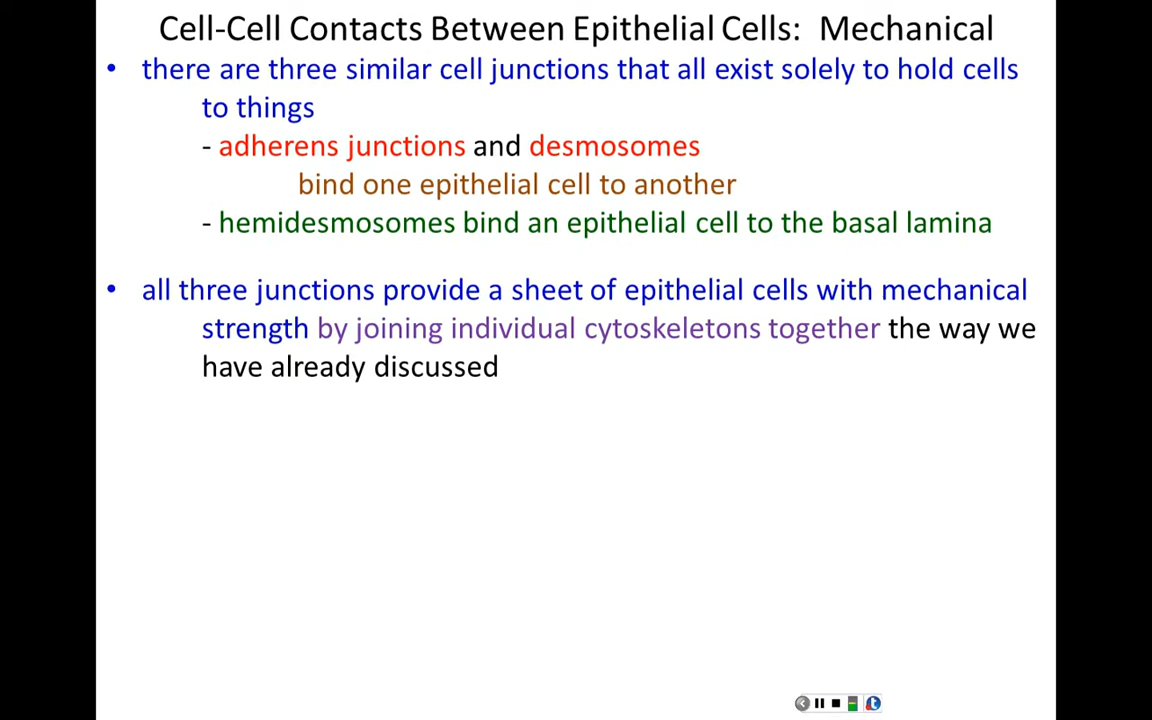 Cell-Cell Contacts Between Epithelial Cells: Mechanical
• there are three similar cell junctions that all exist solely to hold cells
to things
- adherens junctions and desmosomes
bind one epithelial cell to another
- hemidesmosomes bind an epithelial cell to the basal lamina
• all three junctions provide a sheet of epithelial cells with mechanical
strength by joining individual cytoskeletons together the way we
have already discussed